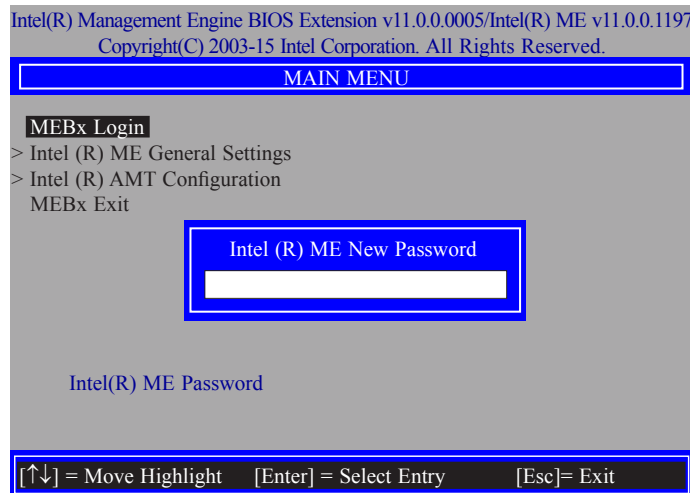 Intel(R) Management Engine BIOS Extension v11.0.0.0005/Intel(R) ME v11.0.0.1197
Copyright(C) 2003-15 Intel Corporation. All Rights Reserved.
MAIN MENU
MEBx Login
> Intel (R) ME General Settings
> Intel (R) AMT Configuration
MEBx Exit
Intel (R) ME New Password
Intel(R) ME Password
[↑↓] = Move Highlight [Enter] = Select Entry [Esc]= Exit